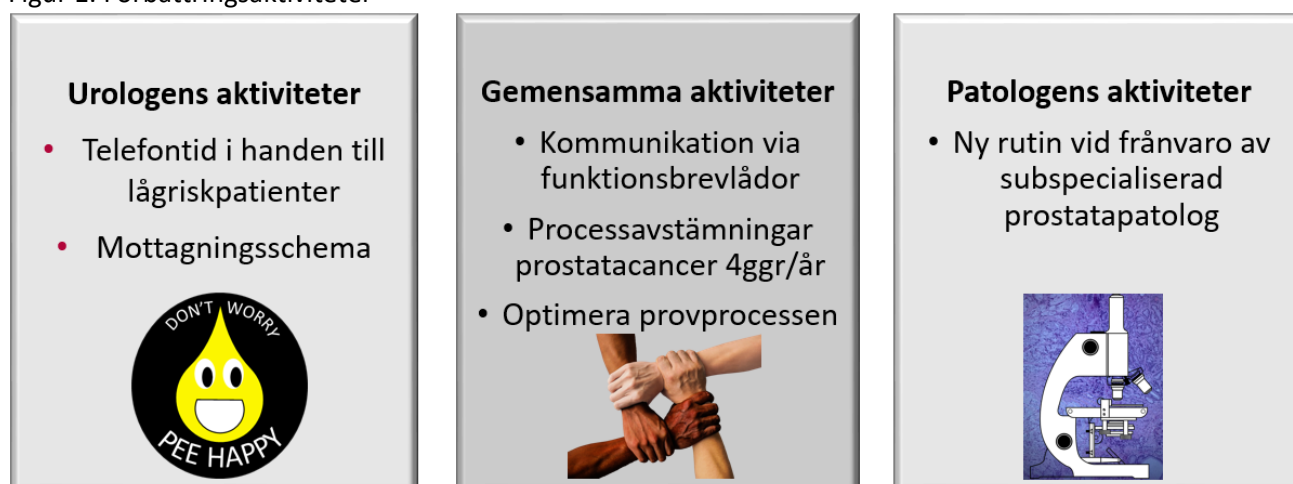 Urologens aktiviteter
• Telefontid i handen till
lågriskpatienter
• Mottagningsschema
DON'T WORRY
PEE HAPPY
Gemensamma aktiviteter
• Kommunikation via
funktionsbrevlådor
• Processavstämningar
prostatacancer 4ggr/år
• Optimera provprocessen
Patologens aktiviteter
• Ny rutin vid frånvaro av
subspecialiserad
prostatapatolog